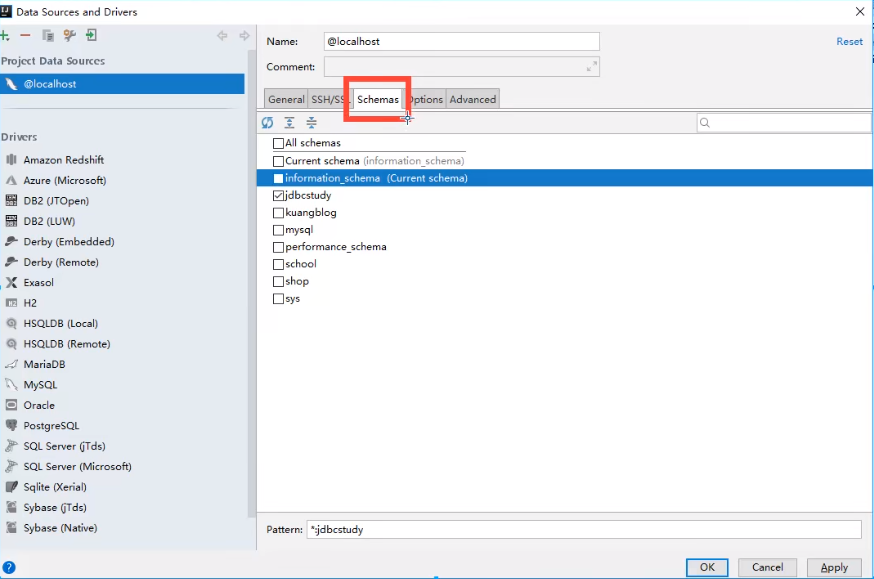 Data Sources and Drivers
Project Data Sources
@localhost
Drivers
Amazon Redshift
Azure (Microsoft)
DB2 (JTOpen)
DB2 (LUW)
Derby (Embedded)
Derby (Remote)
Exasol
H2
HSQLDB (Local)
HSQLDB (Remote)
MariaDB
MySQL
Oracle
PostgreSQL
SQL Server (jTds)
SQL Server (Microsoft)
Sqlite (Xerial)
Sybase (jTds)
Sybase (Native)
Name: @localhost Reset
Comment:
General SSH/SS Schemas Options Advanced
All schemas
Current schema (information_schema)
information_schema (Current schema)
jdbcstudy
kuangblog
mysql
performance_schema
school
shop
sys
Pattern: *:jdbcstudy
? OK Cancel Apply